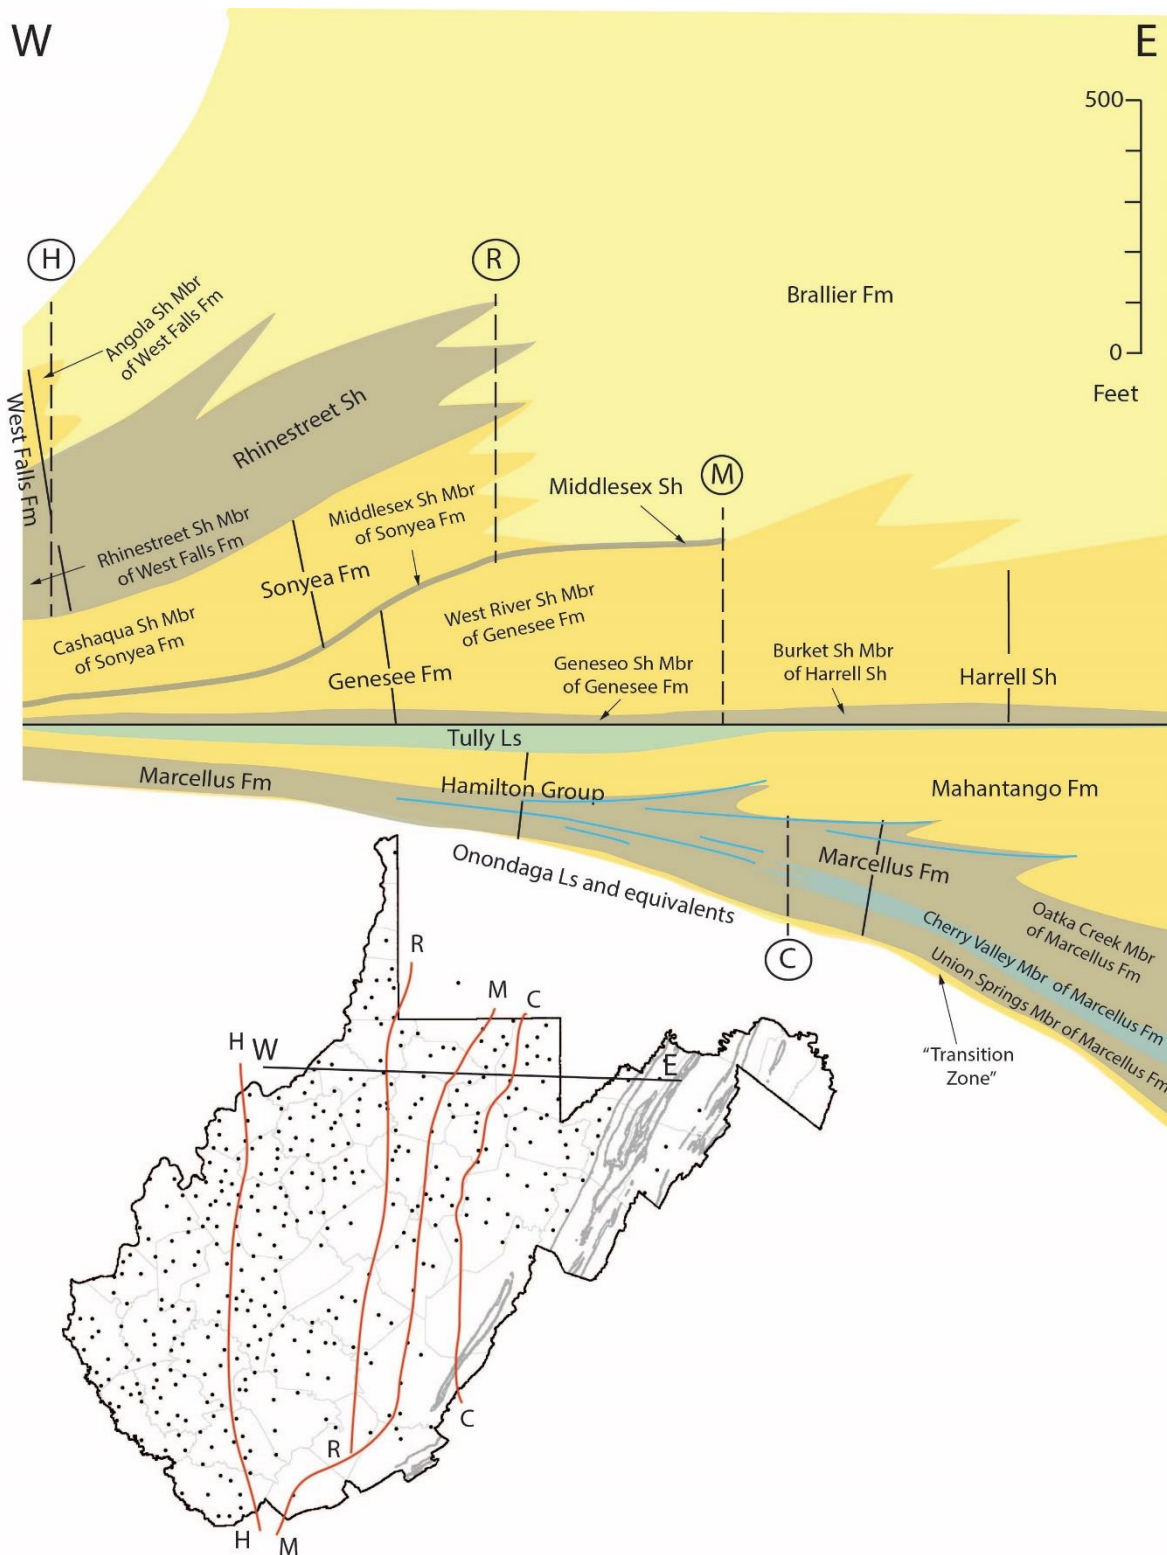 W
E
500
0
Feet
H
R
Angola Sh Mbr
of West Falls Fm
Brallier Fm
West Falls Fm
Rhinestreet Sh
M
Middlesex Sh
Middlesex Sh Mbr
of Sonyea Fm
Rhinestreet Sh Mbr
of West Falls Fm
Sonyea Fm
Cashaqua Sh Mbr
of Sonyea Fm
West River Sh Mbr
of Genesee Fm
Genesee Fm
Geneseo Sh Mbr
of Genesee Fm
Burket Sh Mbr
of Harrell Sh
Harrell Sh
Tully Ls
Marcellus Fm
Hamilton Group
Mahantango Fm
Onondaga Ls and equivalents
Marcellus Fm
C
Oatka Creek Mbr
of Marcellus Fm
Cherry Valley Mbr of Marcellus Fm
Union Springs Mbr of Marcellus Fm
"Transition
Zone"
R
M
C
H
W
E
C
R
H
M